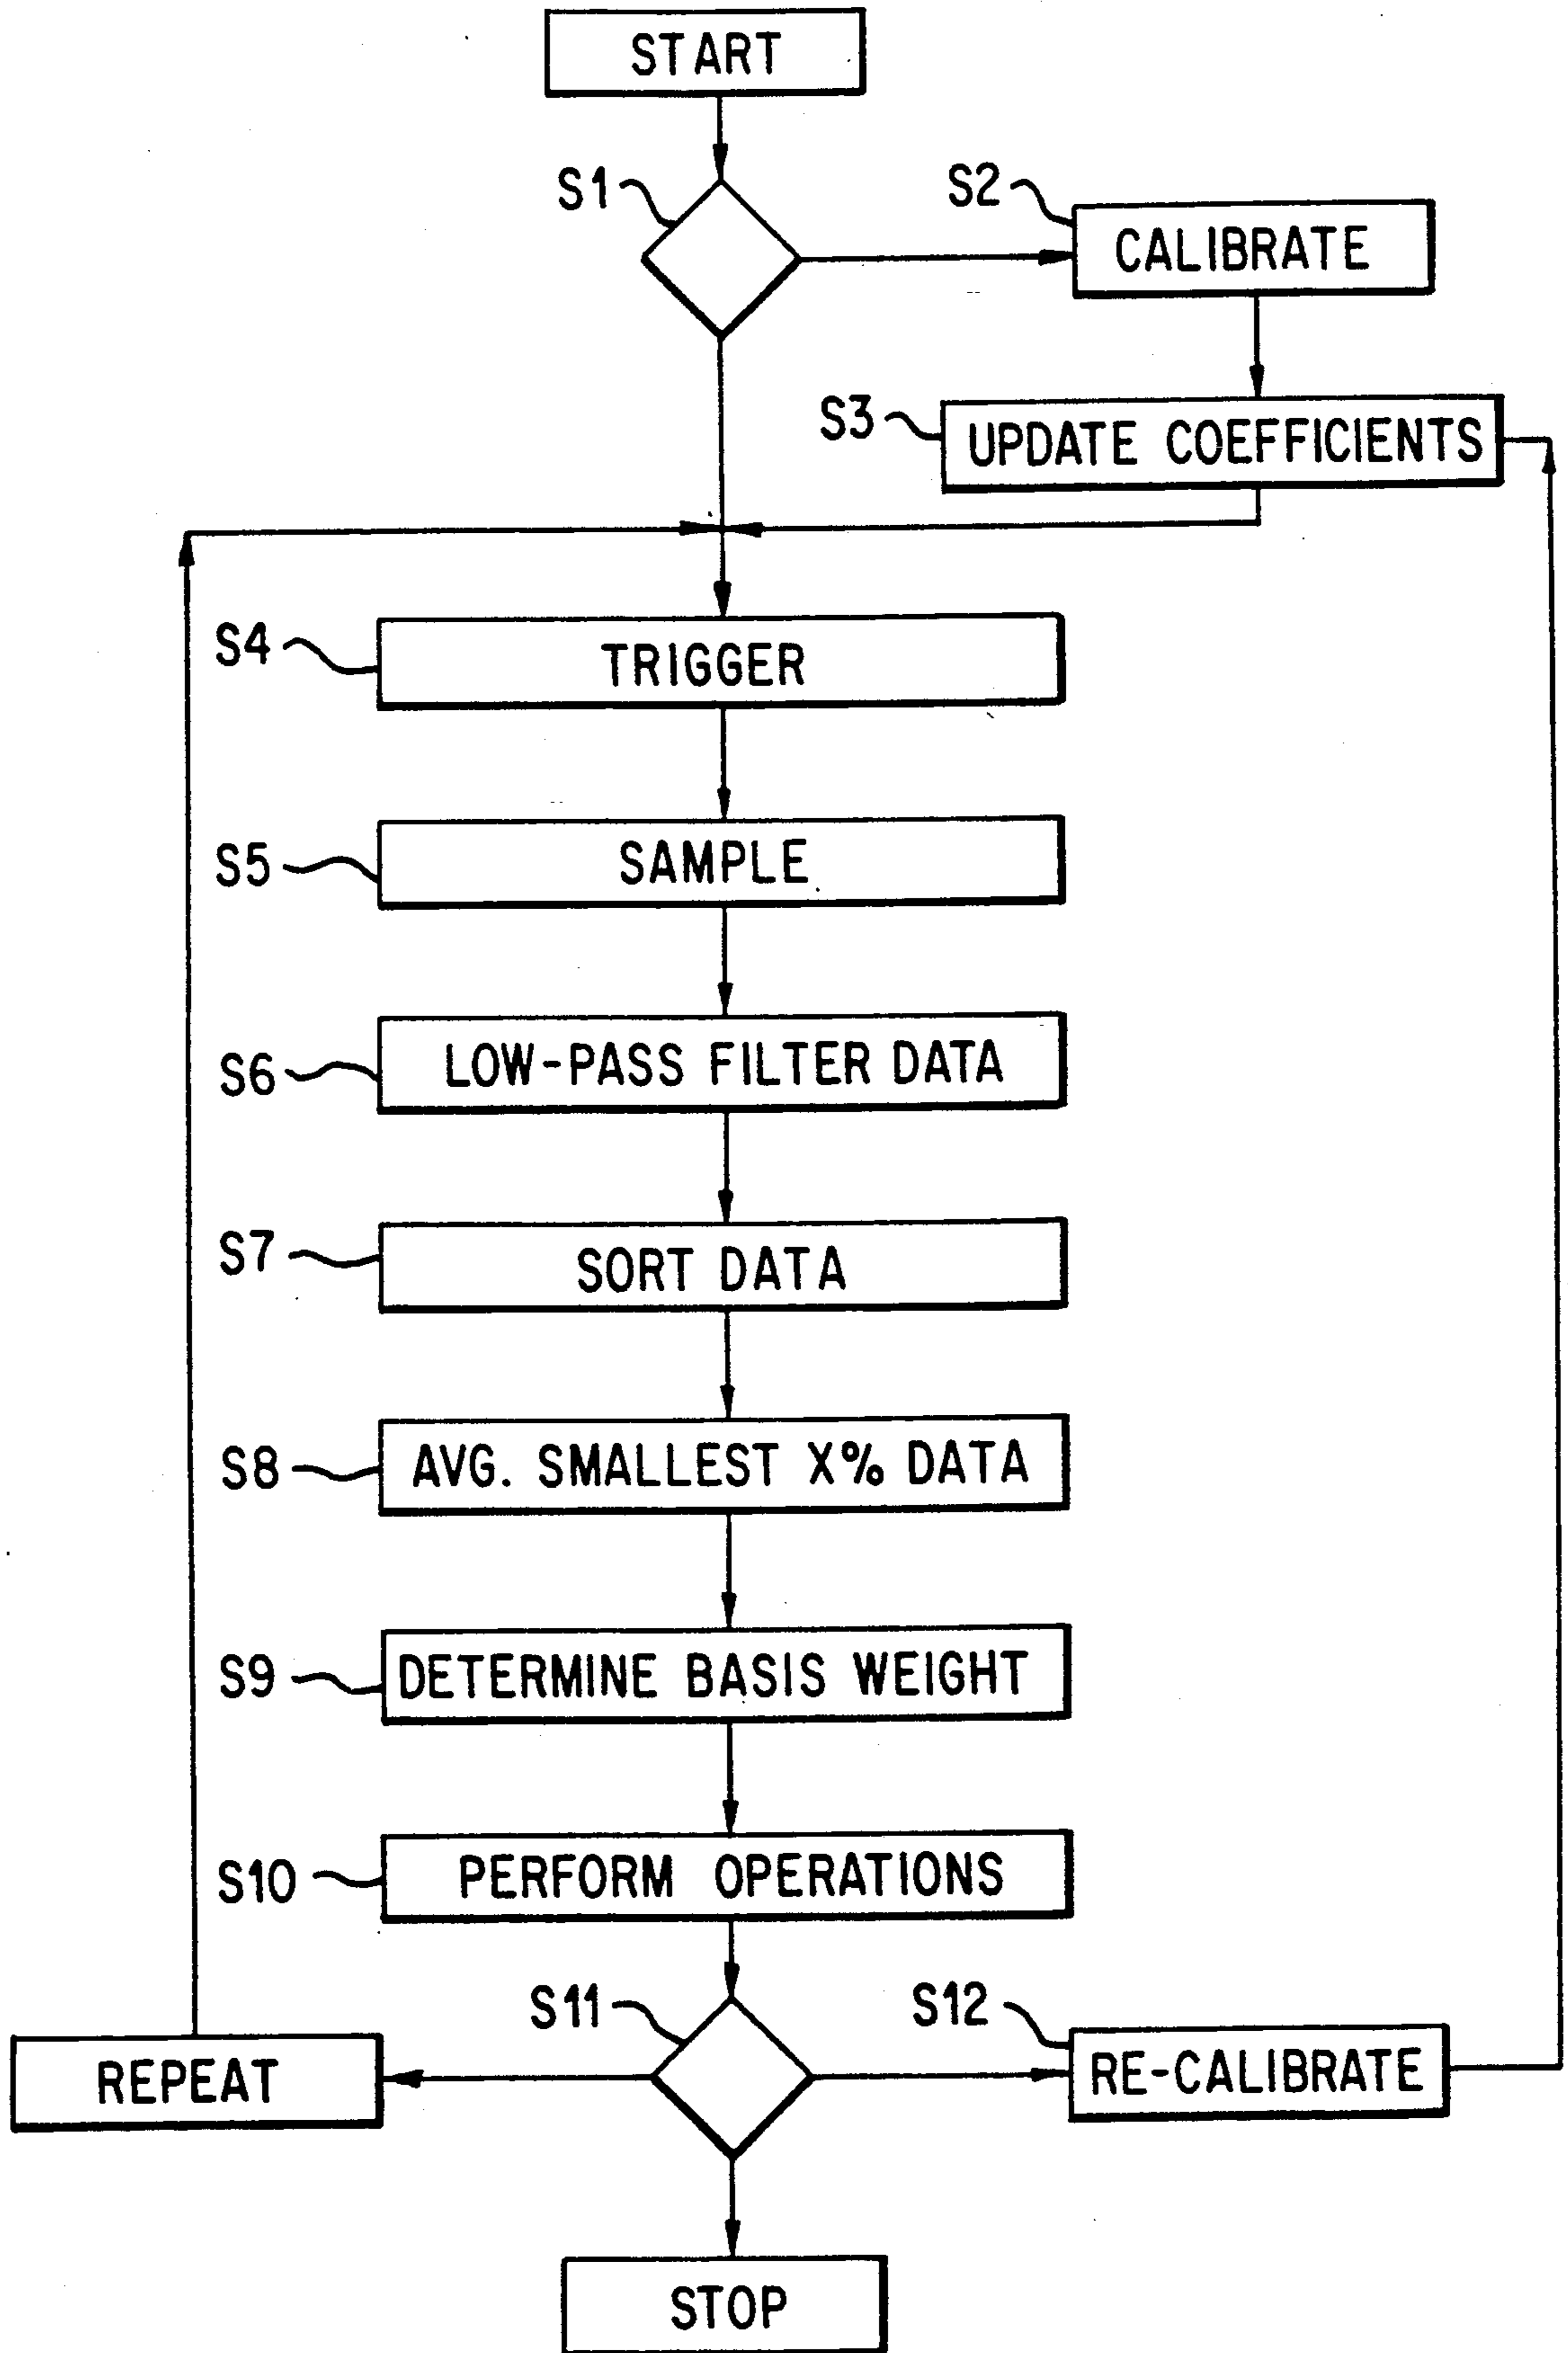 START
S1
S2
CALIBRATE
S3
UPDATE COEFFICIENTS
S4
TRIGGER
S5
SAMPLE
S6
LOW-PASS FILTER DATA
S7
SORT DATA
S8
AVG. SMALLEST X% DATA
S9
DETERMINE BASIS WEIGHT
S10
PERFORM OPERATIONS
S11
S12
REPEAT
RE-CALIBRATE
STOP